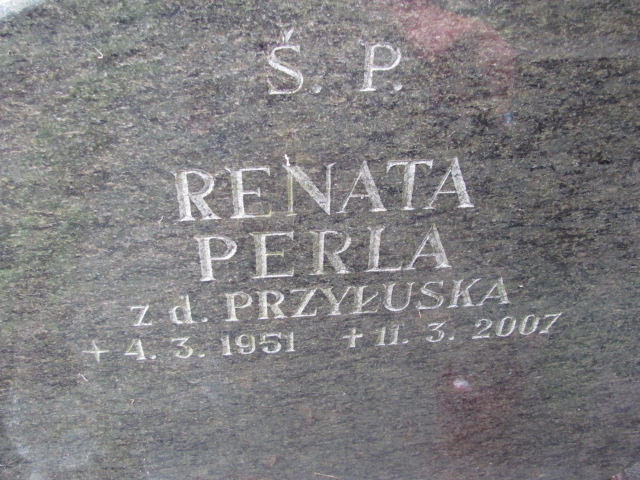 Ś. P.
RENATA
PERLA
z d. PRZYŁUSKA
+ 4. 3. 1951 + 11. 3. 2007